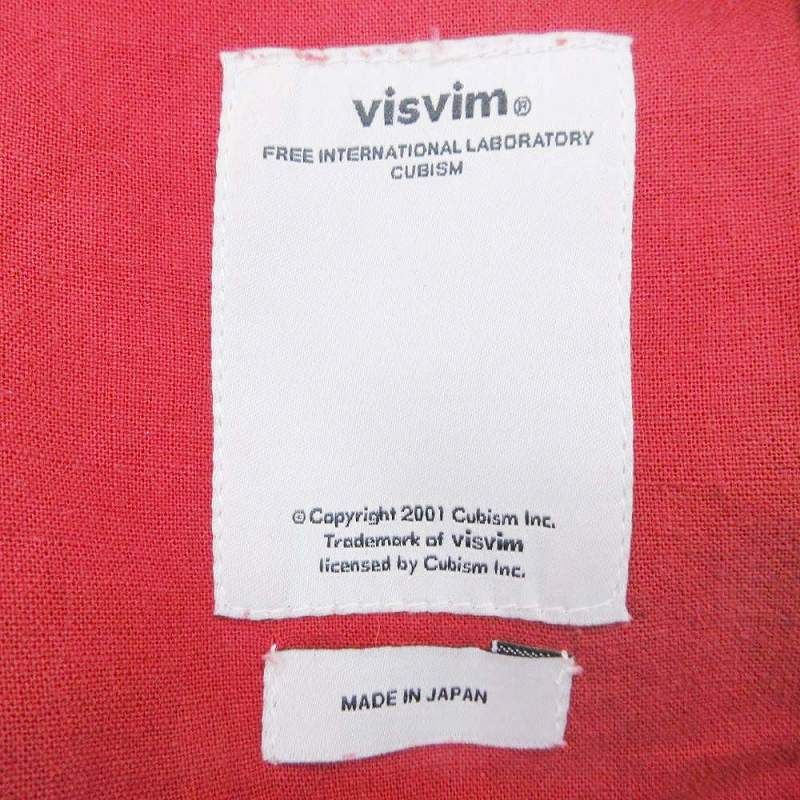 visvim®
FREE INTERNATIONAL LABORATORY
CUBISM
© Copyright 2001 Cubism Inc.
Trademark of visvim
licensed by Cubism Inc.
MADE IN JAPAN